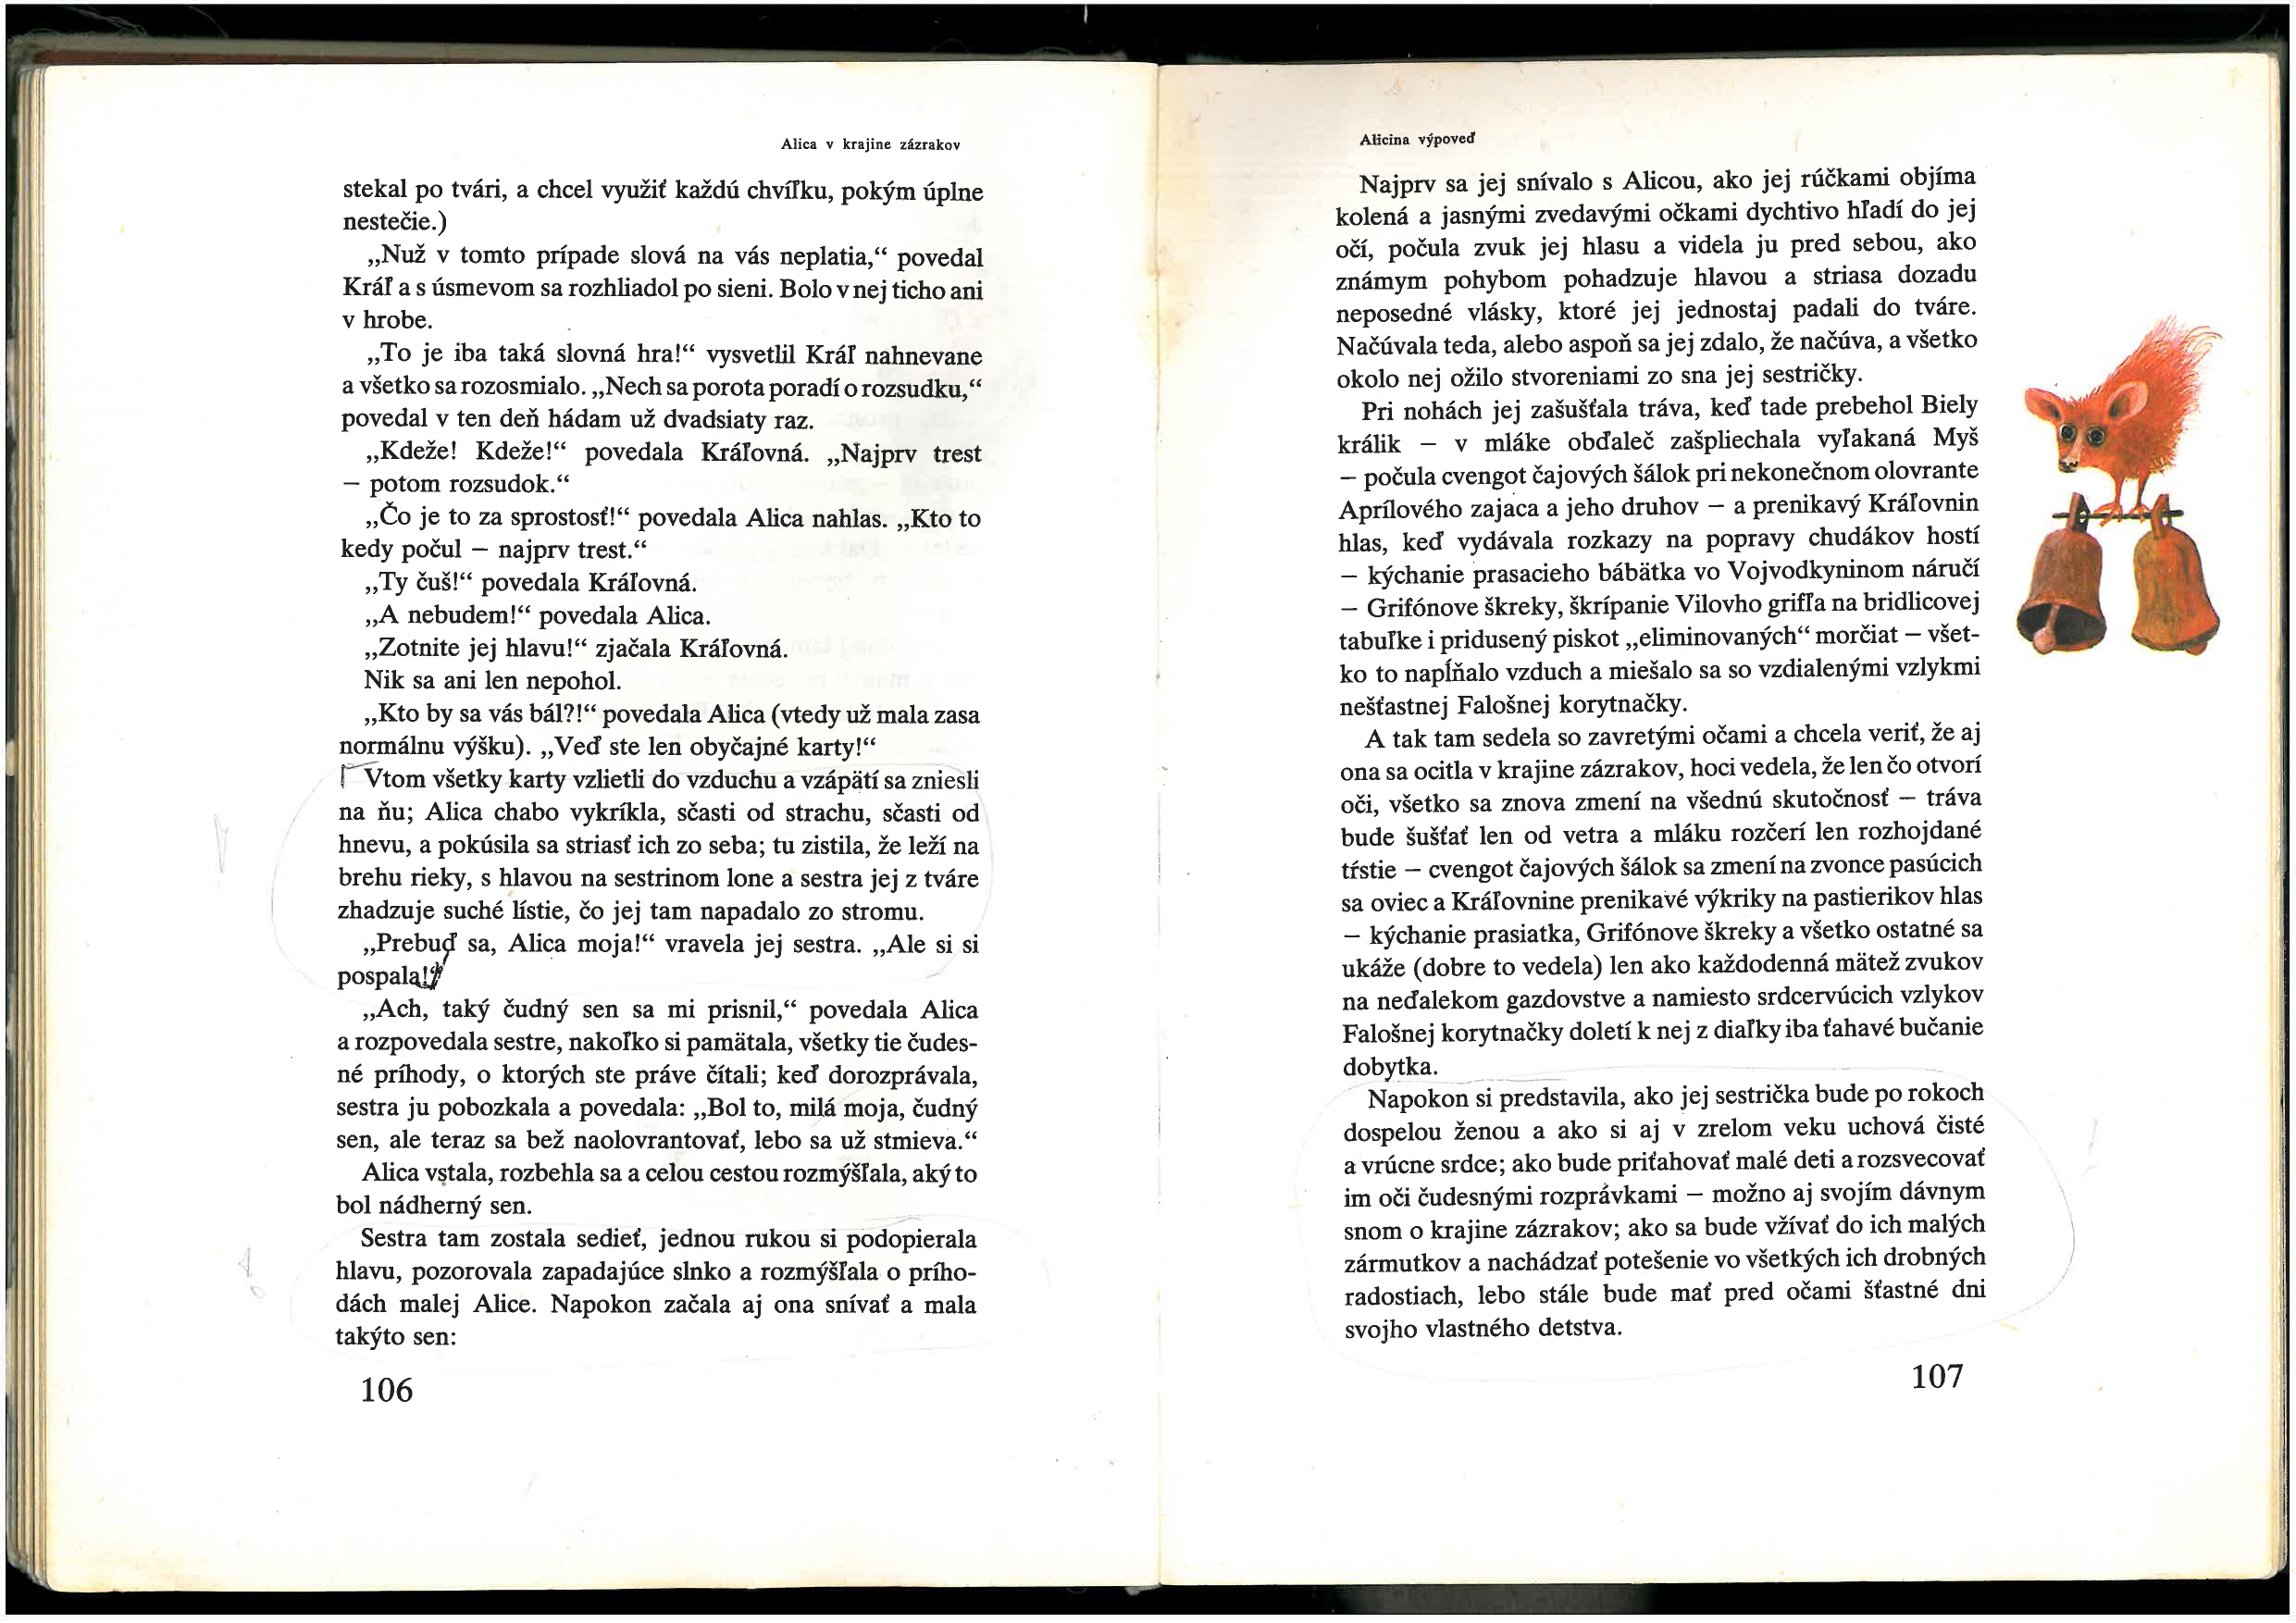 Alica v krajine zázrakov
stekal po tvári, a chcel využiť každú chvíľku, pokým úplne
nestečie.)
„Nuž v tomto prípade slová na vás neplatia,“ povedal
Kráľ a s úsmevom sa rozhliadol po sieni. Bolo v nej ticho ani
v hrobe.
„To je iba taká slovná hra!“ vysvetlil Kráľ nahnevane
a všetko sa rozosmialo. „Nech sa porota poradí o rozsudku,“
povedal v ten deň hádam už dvadsiaty raz.
„Kdeže! Kdeže!“ povedala Kráľovná. „Najprv trest
– potom rozsudok.“
„Čo je to za sprostosť!“ povedala Alica nahlas. „Kto to
kedy počul – najprv trest.“
„Ty čuš!“ povedala Kráľovná.
„A nebudem!“ povedala Alica.
„Zotnite jej hlavu!“ zjačala Kráľovná.
Nik sa ani len nepohol.
„Kto by sa vás bál?!“ povedala Alica (vtedy už mala zasa
normálnu výšku). „Veď ste len obyčajné karty!“
Vtom všetky karty vzlietli do vzduchu a vzápätí sa zniesli
na ňu; Alica chabo vykríkla, sčasti od strachu, sčasti od
hnevu, a pokúsila sa striasť ich zo seba; tu zistila, že leží na
brehu rieky, s hlavou na sestrinom lone a sestra jej z tváre
zhadzuje suché lístie, čo jej tam napadalo zo stromu.
„Prebuď sa, Alica moja!“ vravela jej sestra. „Ale si si
pospala!“
„Ach, taký čudný sen sa mi prisnil,“ povedala Alica
a rozpovedala sestre, nakoľko si pamätala, všetky tie čudes-
né príhody, o ktorých ste práve čítali; keď dorozprávala,
sestra ju pobozkala a povedala: „Bol to, milá moja, čudný
sen, ale teraz sa bež naolovrantovať, lebo sa už stmieva.“
Alica vstala, rozbehla sa a celou cestou rozmýšľala, aký to
bol nádherný sen.
Sestra tam zostala sedieť, jednou rukou si podopierala
hlavu, pozorovala zapadajúce slnko a rozmýšľala o prího-
dách malej Alice. Napokon začala aj ona snívať a mala
takýto sen:
106
Alicina výpoveď
Najprv sa jej snívalo s Alicou, ako jej rúčkami objíma
kolená a jasnými zvedavými očkami dychtivo hľadí do jej
očí, počula zvuk jej hlasu a videla ju pred sebou, ako
známym pohybom pohadzuje hlavou a striasa dozadu
neposedné vlásky, ktoré jej jednostaj padali do tváre.
Načúvala teda, alebo aspoň sa jej zdalo, že načúva, a všetko
okolo nej ožilo stvoreniami zo sna jej sestričky.
Pri nohách jej zašušťala tráva, keď tade prebehol Biely
králik – v mláke obďaleč zašpliechala vyľakaná Myš
– počula cvengot čajových šálok pri nekonečnom olovrante
Aprílového zajaca a jeho druhov – a prenikavý Kráľovnin
hlas, keď vydávala rozkazy na popravy chudákov hostí
– kýchanie prasacieho bábätka vo Vojvodkyninom náručí
– Grifónove škreky, škrípanie Vilovho grifľa na bridlicovej
tabuľke i pridusený piskot „eliminovaných“ morčiat – všet-
ko to napĺňalo vzduch a miešalo sa so vzdialenými vzlykmi
nešťastnej Falošnej korytnačky.
A tak tam sedela so zavretými očami a chcela veriť, že aj
ona sa ocitla v krajine zázrakov, hoci vedela, že len čo otvorí
oči, všetko sa znova zmení na všednú skutočnosť – tráva
bude šušťať len od vetra a mláku rozčerí len rozhojdané
tŕstie – cvengot čajových šálok sa zmení na zvonce pasúcich
sa oviec a Kráľovnine prenikavé výkriky na pastierikov hlas
– kýchanie prasiatka, Grifónove škreky a všetko ostatné sa
ukáže (dobre to vedela) len ako každodenná mätež zvukov
na neďalekom gazdovstve a namiesto srdcervúcich vzlykov
Falošnej korytnačky doletí k nej z diaľky iba ťahavé bučanie
dobytka.
Napokon si predstavila, ako jej sestrička bude po rokoch
dospelou ženou a ako si aj v zrelom veku uchová čisté
a vrúcne srdce; ako bude priťahovať malé deti a rozsvecovať
im oči čudesnými rozprávkami – možno aj svojím dávnym
snom o krajine zázrakov; ako sa bude vžívať do ich malých
zármutkov a nachádzať potešenie vo všetkých ich drobných
radostiach, lebo stále bude mať pred očami šťastné dni
svojho vlastného detstva.
107